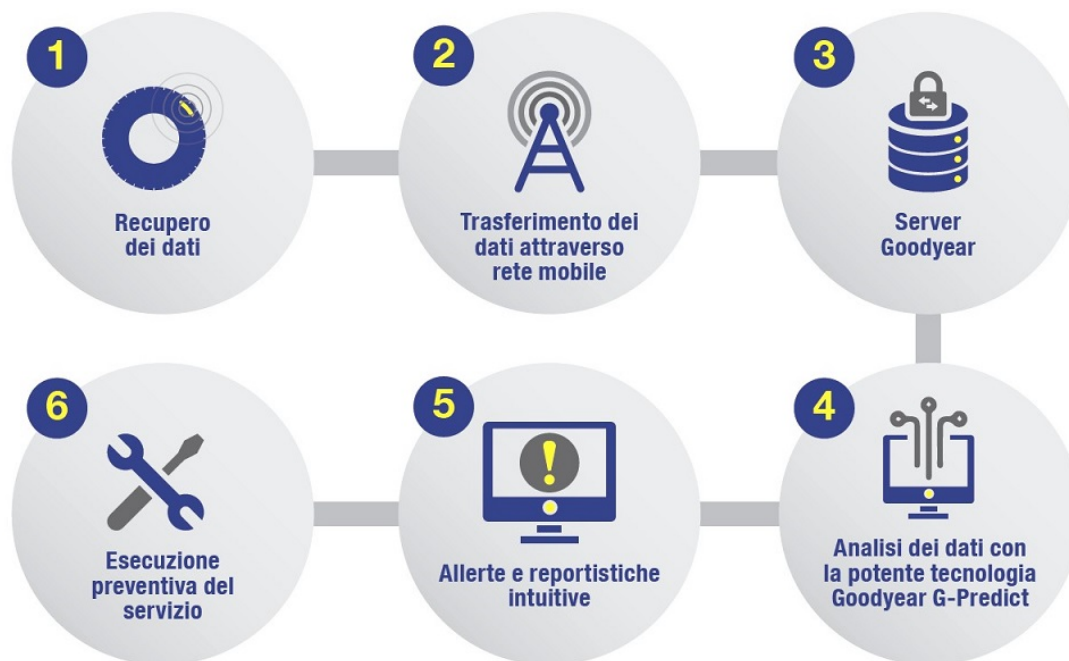 1
Recupero
dei dati
2
Trasferimento dei
dati attraverso
rete mobile
3
Server
Goodyear
4
Analisi dei dati con
la potente tecnologia
Goodyear G-Predict
5
Allerte e reportistiche
intuitive
6
Esecuzione
preventiva del
servizio